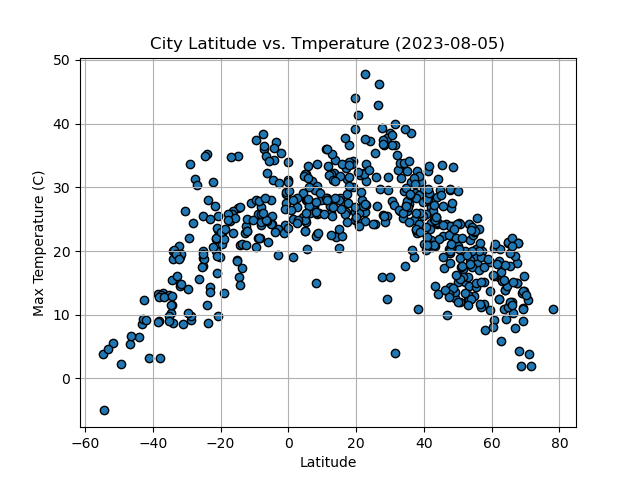 City Latitude vs. Tmperature (2023-08-05)
50
40
30
20
10
0
Max Temperature (C)
−60 −40 −20 0 20 40 60 80
Latitude